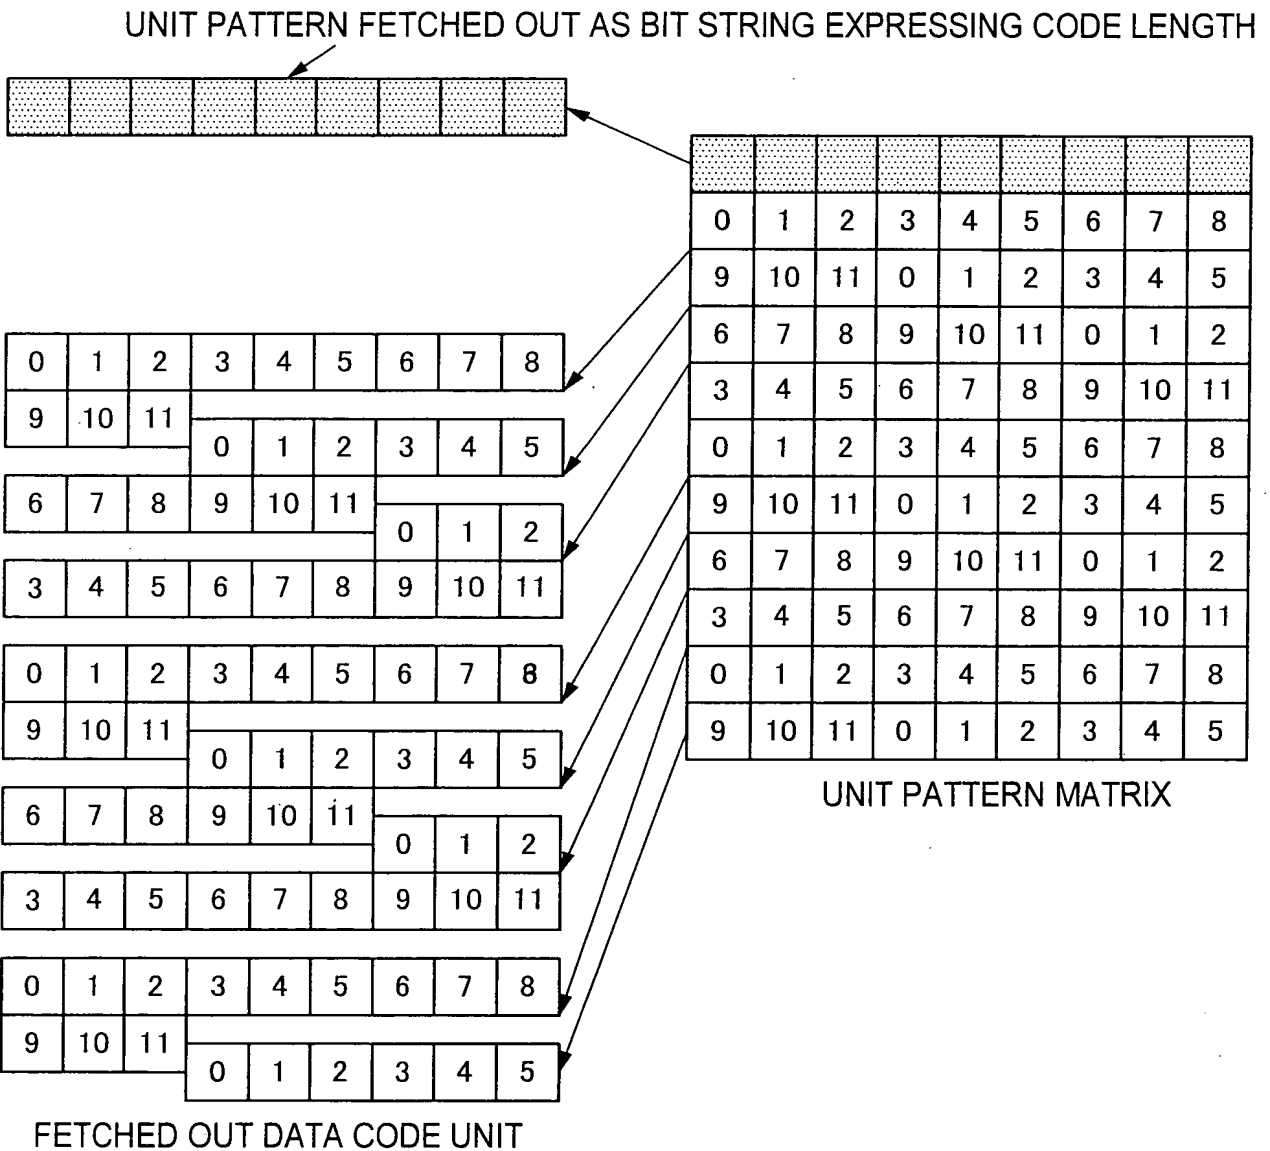 UNIT PATTERN FETCHED OUT AS BIT STRING EXPRESSING CODE LENGTH
0 1 2 3 4 5 6 7 8
9 10 11 0 1 2 3 4 5
6 7 8 9 10 11 0 1 2
3 4 5 6 7 8 9 10 11
0 1 2 3 4 5 6 7 8
9 10 11 0 1 2 3 4 5
6 7 8 9 10 11 0 1 2
3 4 5 6 7 8 9 10 11
0 1 2 3 4 5 6 7 8
9 10 11 0 1 2 3 4 5
UNIT PATTERN MATRIX
0 1 2 3 4 5 6 7 8
9 10 11
0 1 2 3 4 5
6 7 8 9 10 11
0 1 2
3 4 5 6 7 8 9 10 11
0 1 2 3 4 5 6 7 8
9 10 11
0 1 2 3 4 5
6 7 8 9 10 11
0 1 2
3 4 5 6 7 8 9 10 11
0 1 2 3 4 5 6 7 8
9 10 11
0 1 2 3 4 5
FETCHED OUT DATA CODE UNIT